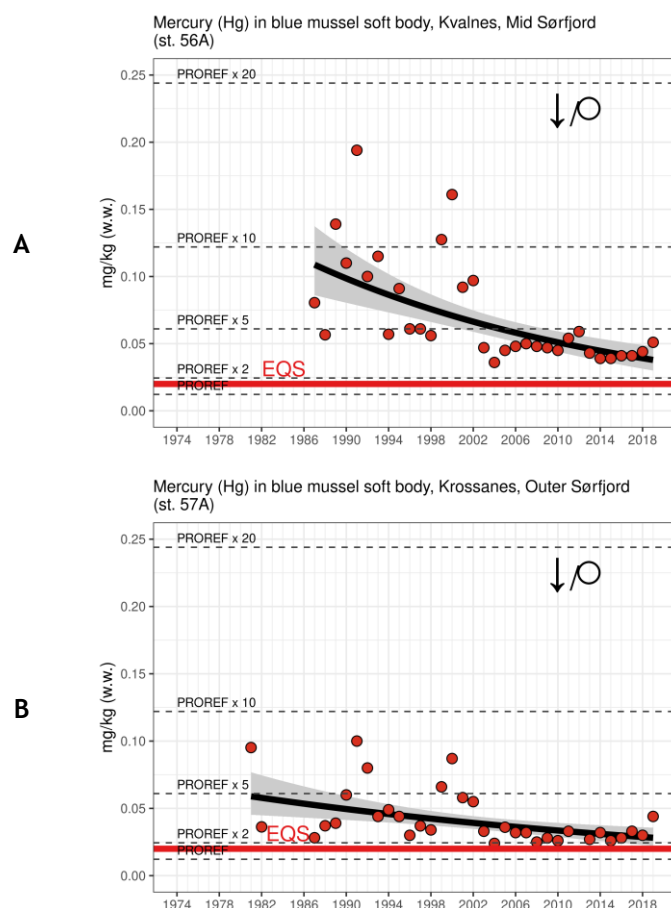 Mercury (Hg) in blue mussel soft body, Kvalnes, Mid Sørfjord
(st. 56A)
A
mg/kg (w.w.)
0.25
0.20
0.15
0.10
0.05
0.00
PROREF x 20
PROREF x 10
PROREF x 5
PROREF x 2
EQS
PROREF
↓/○
1974 1978 1982 1986 1990 1994 1998 2002 2006 2010 2014 2018
Mercury (Hg) in blue mussel soft body, Krossanes, Outer Sørfjord
(st. 57A)
B
mg/kg (w.w.)
0.25
0.20
0.15
0.10
0.05
0.00
PROREF x 20
PROREF x 10
PROREF x 5
PROREF x 2
EQS
PROREF
↓/○
1974 1978 1982 1986 1990 1994 1998 2002 2006 2010 2014 2018